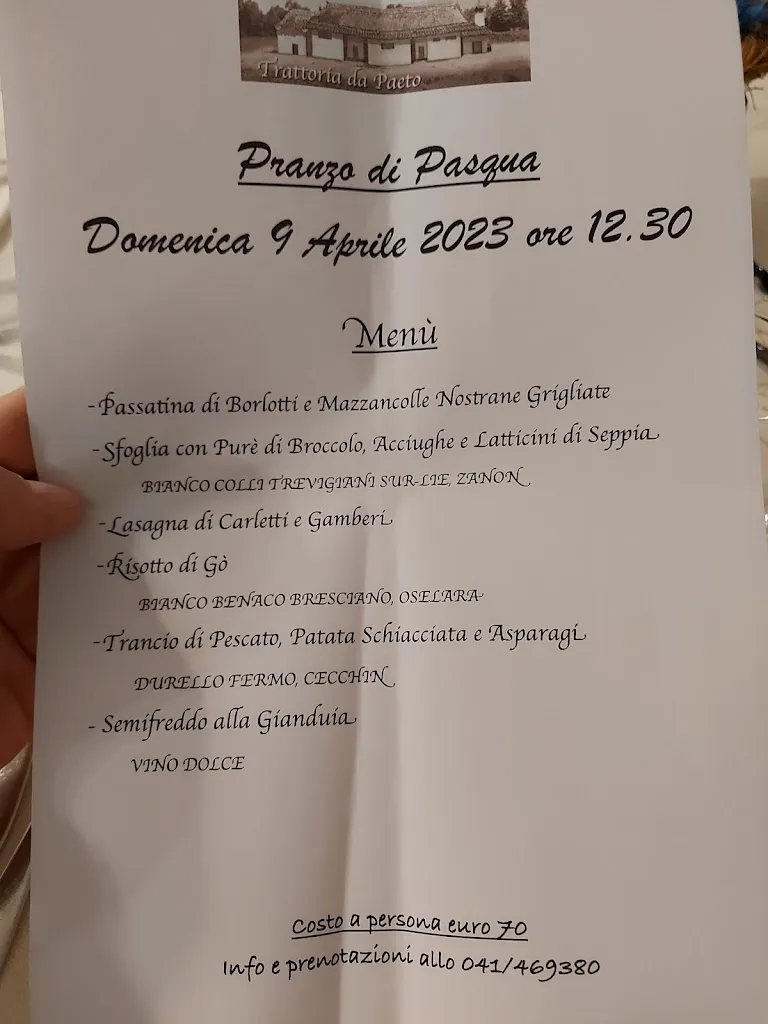 Trattoria da Paeto
Pranzo di Pasqua
Domenica 9 Aprile 2023 ore 12.30
Menù
-Passatina di Borlotti e Mazzancolle Nostrane Grigliate
-Sfoglia con Purè di Broccolo, Acciughe e Latticini di Seppia
BIANCO COLLI TREVIGIANI SUR-LIE, ZANON
-Lasagna di Carletti e Gamberi
-Risotto di Gò
BIANCO BENACO BRESCIANO, OSELARA
-Trancio di Pescato, Patata Schiacciata e Asparagi
DURELLO FERMO, CECCHIN
- Semifreddo alla Gianduia
VINO DOLCE
Costo a persona euro 70
Info e prenotazioni allo 041/469380